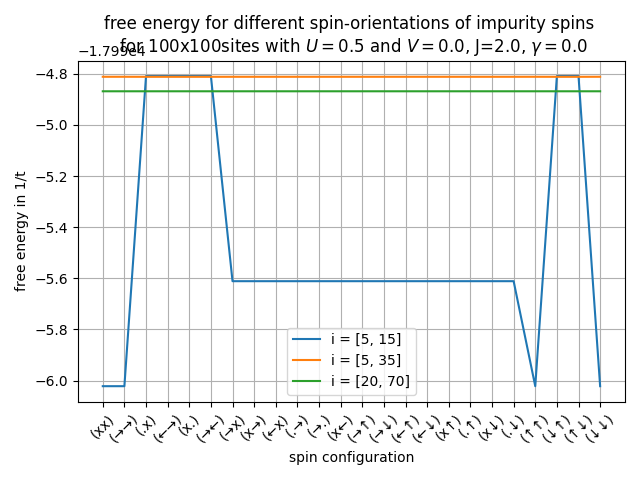 free energy for different spin-orientations of impurity spins
for 100x100sites with U = 0.5 and V = 0.0, J=2.0, γ = 0.0
−1.799e4
−4.8
−5.0
−5.2
−5.4
−5.6
−5.8
−6.0
free energy in 1/t
i = [5, 15]
i = [5, 35]
i = [20, 70]
(xx)
(→→)
(.x)
(←→)
(x.)
(→←)
(→x)
(x→)
(←x)
(.→)
(→.)
(x←)
(→↑)
(→↓)
(←↑)
(←↓)
(x↑)
(.↑)
(x↓)
(.↓)
(↑↑)
(↓↑)
(↑↓)
(↓↓)
spin configuration